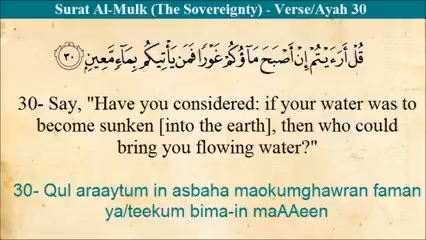 Surat Al-Mulk (The Sovereignty) - Verse/Ayah 30
قُلْ أَرَءَيْتُمْ إِنْ أَصْبَحَ مَآؤُكُمْ غَوْرًا فَمَن يَأْتِيكُم بِمَآءٍ مَّعِينٍۭ ٣٠
30- Say, "Have you considered: if your water was to
become sunken [into the earth], then who could
bring you flowing water?"
30- Qul araaytum in asbaha maokumghawran faman
ya/teekum bima-in maAAeen